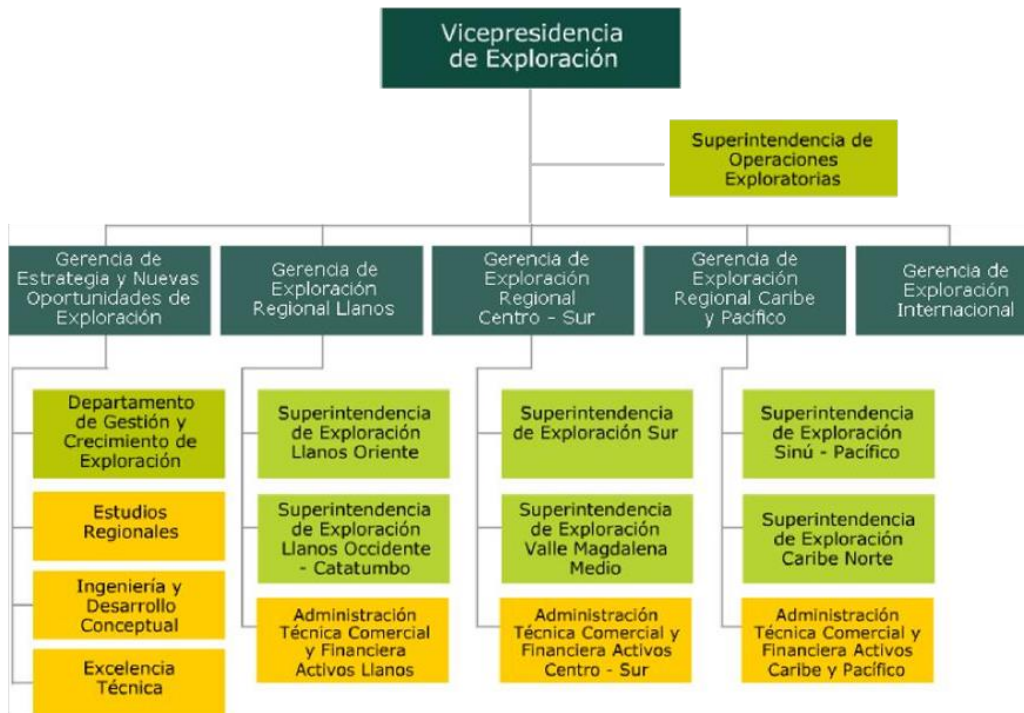 Vicepresidencia
de Exploración
Superintendencia de
Operaciones
Exploratorias
Gerencia de
Estrategia y Nuevas
Oportunidades de
Exploración
Gerencia de
Exploración
Regional Llanos
Gerencia de
Exploración
Regional
Centro - Sur
Gerencia de
Exploración
Regional Caribe
y Pacífico
Gerencia de
Exploración
Internacional
Departamento
de Gestión y
Crecimiento de
Exploración
Estudios
Regionales
Ingeniería y
Desarrollo
Conceptual
Excelencia
Técnica
Superintendencia
de Exploración
Llanos Oriente
Superintendencia
de Exploración
Llanos Occidente
- Catatumbo
Administración
Técnica Comercial
y Financiera
Activos Llanos
Superintendencia
de Exploración Sur
Superintendencia
de Exploración
Valle Magdalena
Medio
Administración
Técnica Comercial y
Financiera Activos
Centro - Sur
Superintendencia
de Exploración
Sinú - Pacífico
Superintendencia
de Exploración
Caribe Norte
Administración
Técnica Comercial y
Financiera Activos
Caribe y Pacífico